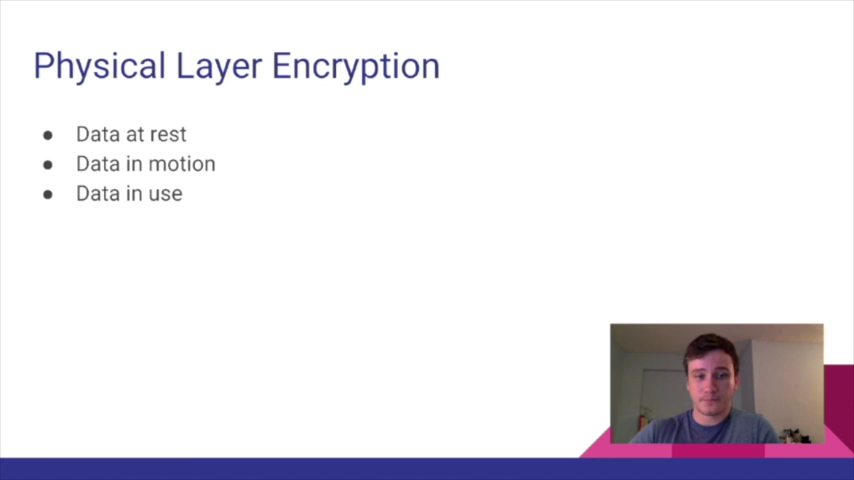 Physical Layer Encryption
● Data at rest
● Data in motion
● Data in use